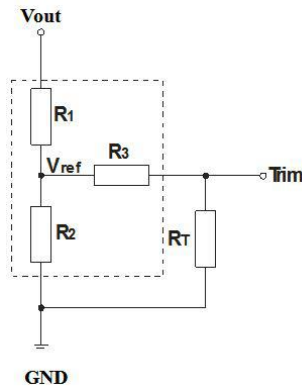 Vout
R1
Vref
R3
Trim
R2
RT
GND